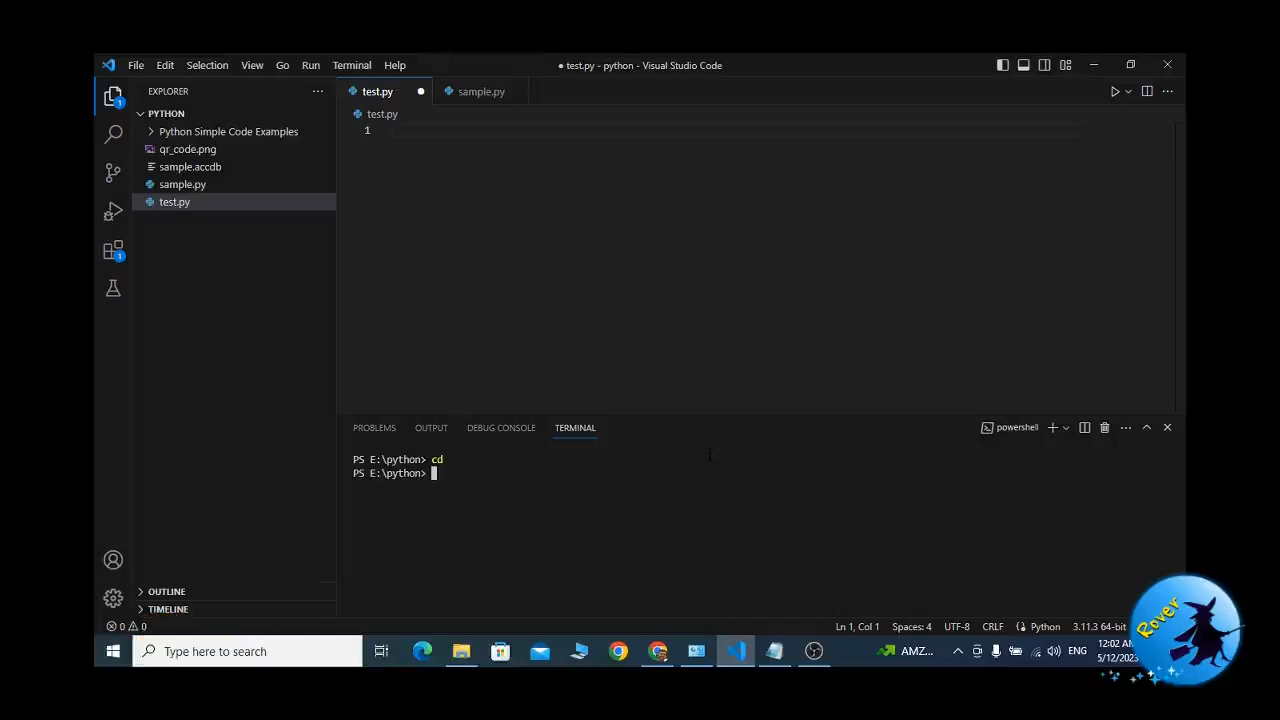 File Edit Selection View Go Run Terminal Help
● test.py - python - Visual Studio Code
EXPLORER
test.py
sample.py
PYTHON
test.py
1
Python Simple Code Examples
qr_code.png
sample.accdb
sample.py
test.py
PROBLEMS OUTPUT DEBUG CONSOLE TERMINAL
powershell
PS E:\python> cd
PS E:\python>
OUTLINE
TIMELINE
1
1
0 0
Ln 1, Col 1 Spaces: 4 UTF-8 CRLF Python 3.11.3 64-bit
Type here to search
AMZ...
ENG
12:02 AM
5/12/2023
Rover